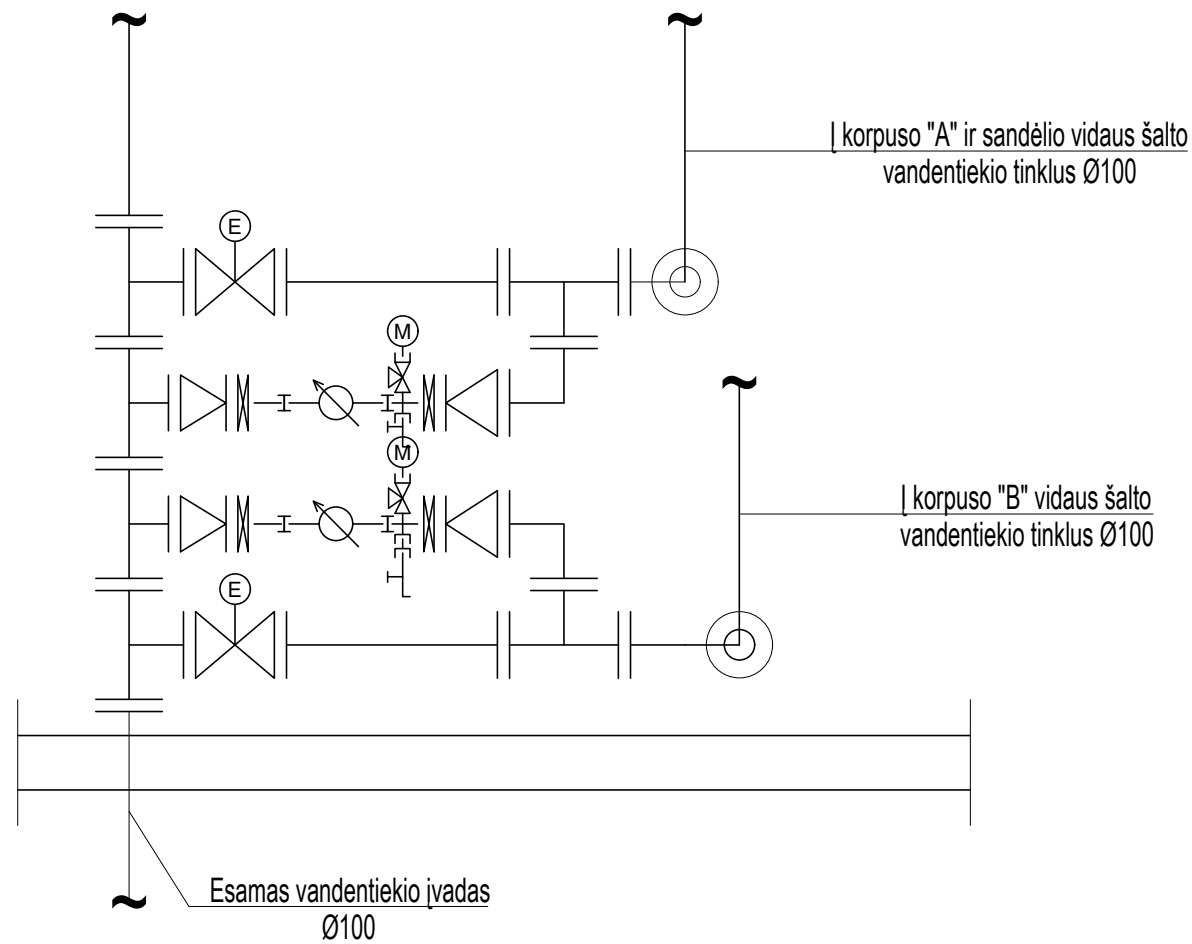 Į korpuso "A" ir sandėlio vidaus šalto
vandentiekio tinklus Ø100
E
M
M
Į korpuso "B" vidaus šalto
vandentiekio tinklus Ø100
E
Esamas vandentiekio įvadas
Ø100